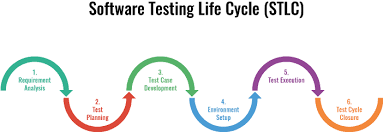 Software Testing Life Cycle (STLC)
1.
Requirement
Analysis
2.
Test
Planning
3.
Test Case
Development
4.
Environment
Setup
5.
Test Execution
6.
Test Cycle
Closure